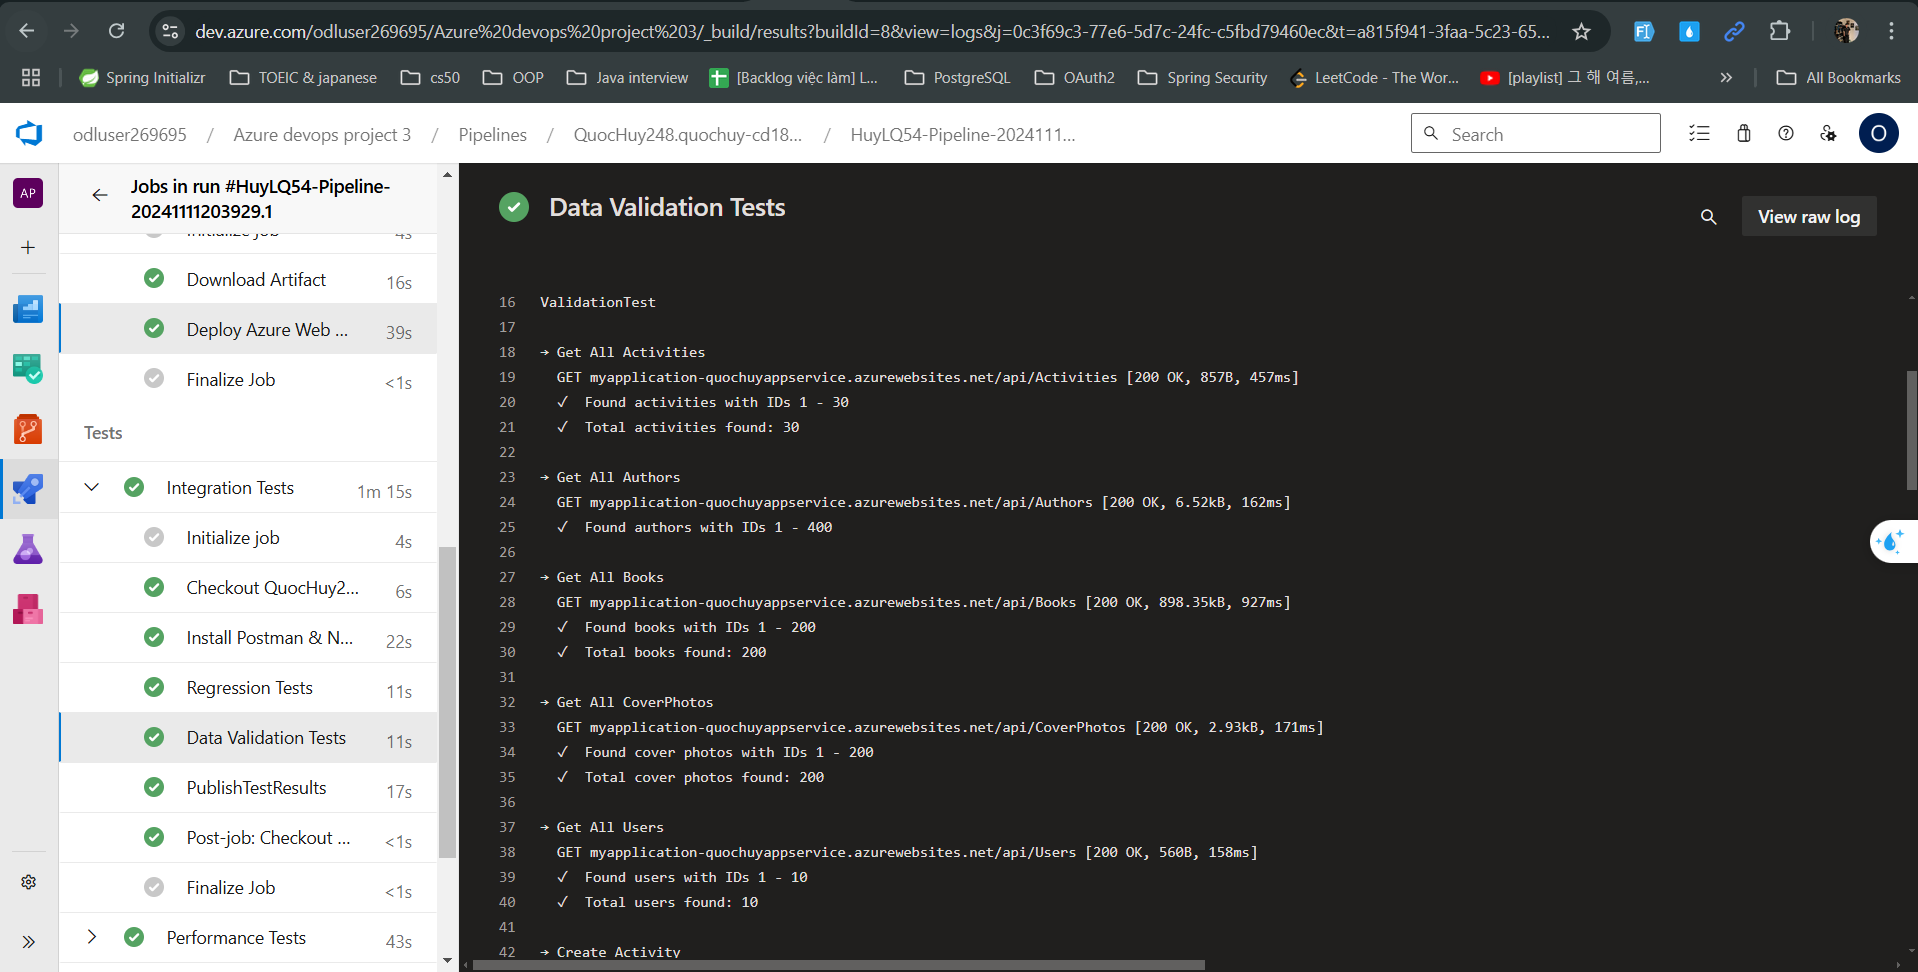 dev.azure.com/odluser269695/Azure%20devops%20project%203/_build/results?buildId=8&view=logs&j=0c3f69c3-77e6-5d7c-24fc-c5fbd79460ec&t=a815f941-3faa-5c23-65...
Spring Initializr
TOEIC & japanese
cs50
OOP
Java interview
[Backlog việc làm] L...
PostgreSQL
OAuth2
Spring Security
LeetCode - The Wor...
[playlist] 그 해 여름,...
All Bookmarks
odluser269695 / Azure devops project 3 / Pipelines / QuocHuy248.quochuy-cd18... / HuyLQ54-Pipeline-2024111...
Search
O
AP
Jobs in run #HuyLQ54-Pipeline-
20241111203929.1
Initialize job 4s
Download Artifact 16s
Deploy Azure Web ... 39s
Finalize Job <1s
Tests
Integration Tests 1m 15s
Initialize job 4s
Checkout QuocHuy2... 6s
Install Postman & N... 22s
Regression Tests 11s
Data Validation Tests 11s
PublishTestResults 17s
Post-job: Checkout ... <1s
Finalize Job <1s
Performance Tests 43s
Data Validation Tests
View raw log
16 ValidationTest
17
18 → Get All Activities
19 GET myapplication-quochuyappservice.azurewebsites.net/api/Activities [200 OK, 857B, 457ms]
20 ✓ Found activities with IDs 1 - 30
21 ✓ Total activities found: 30
22
23 → Get All Authors
24 GET myapplication-quochuyappservice.azurewebsites.net/api/Authors [200 OK, 6.52kB, 162ms]
25 ✓ Found authors with IDs 1 - 400
26
27 → Get All Books
28 GET myapplication-quochuyappservice.azurewebsites.net/api/Books [200 OK, 898.35kB, 927ms]
29 ✓ Found books with IDs 1 - 200
30 ✓ Total books found: 200
31
32 → Get All CoverPhotos
33 GET myapplication-quochuyappservice.azurewebsites.net/api/CoverPhotos [200 OK, 2.93kB, 171ms]
34 ✓ Found cover photos with IDs 1 - 200
35 ✓ Total cover photos found: 200
36
37 → Get All Users
38 GET myapplication-quochuyappservice.azurewebsites.net/api/Users [200 OK, 560B, 158ms]
39 ✓ Found users with IDs 1 - 10
40 ✓ Total users found: 10
41
42 → Create Activity